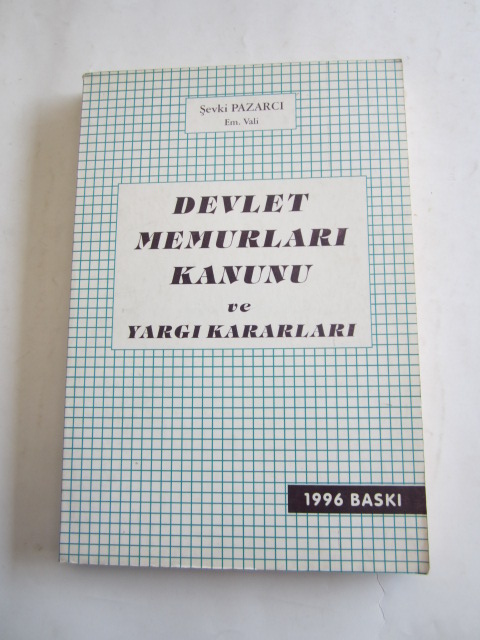 Şevki PAZARCI
Em. Vali
DEVLET
MEMURLARI
KANUNU
ve
YARGI KARARLARI
1996 BASKI